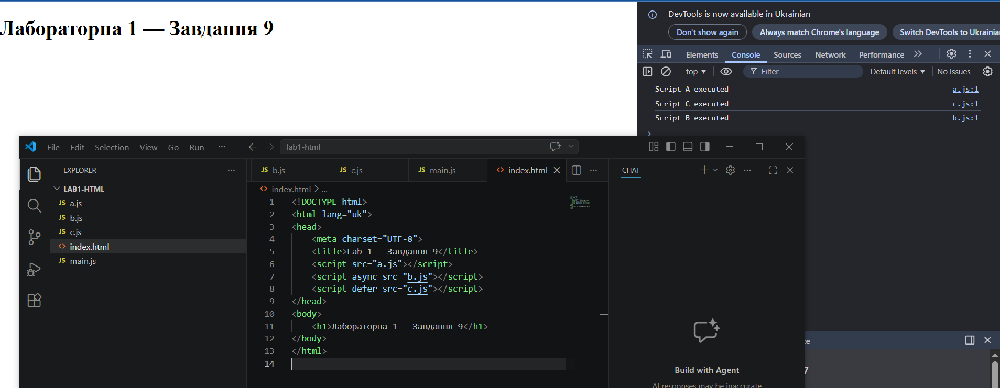 Лабораторна 1 — Завдання 9
DevTools is now available in Ukrainian
Don't show again
Always match Chrome's language
Switch DevTools to Ukrainian
Elements
Console
Sources
Network
Performance
top
Filter
Default levels
No Issues
Script A executed a.js:1
Script C executed c.js:1
Script B executed b.js:1
File Edit Selection View Go Run ···
lab1-html
EXPLORER
LAB1-HTML
JS a.js
JS b.js
JS c.js
index.html
JS main.js
JS b.js
JS c.js
JS main.js
index.html
index.html > ...
1 <!DOCTYPE html>
2 <html lang="uk">
3 <head>
4 <meta charset="UTF-8">
5 <title>Lab 1 - Завдання 9</title>
6 <script src="a.js"></script>
7 <script async src="b.js"></script>
8 <script defer src="c.js"></script>
9 </head>
10 <body>
11 <h1>Лабораторна 1 — Завдання 9</h1>
12 </body>
13 </html>
14
CHAT
Build with Agent
AI responses may be inaccurate
7